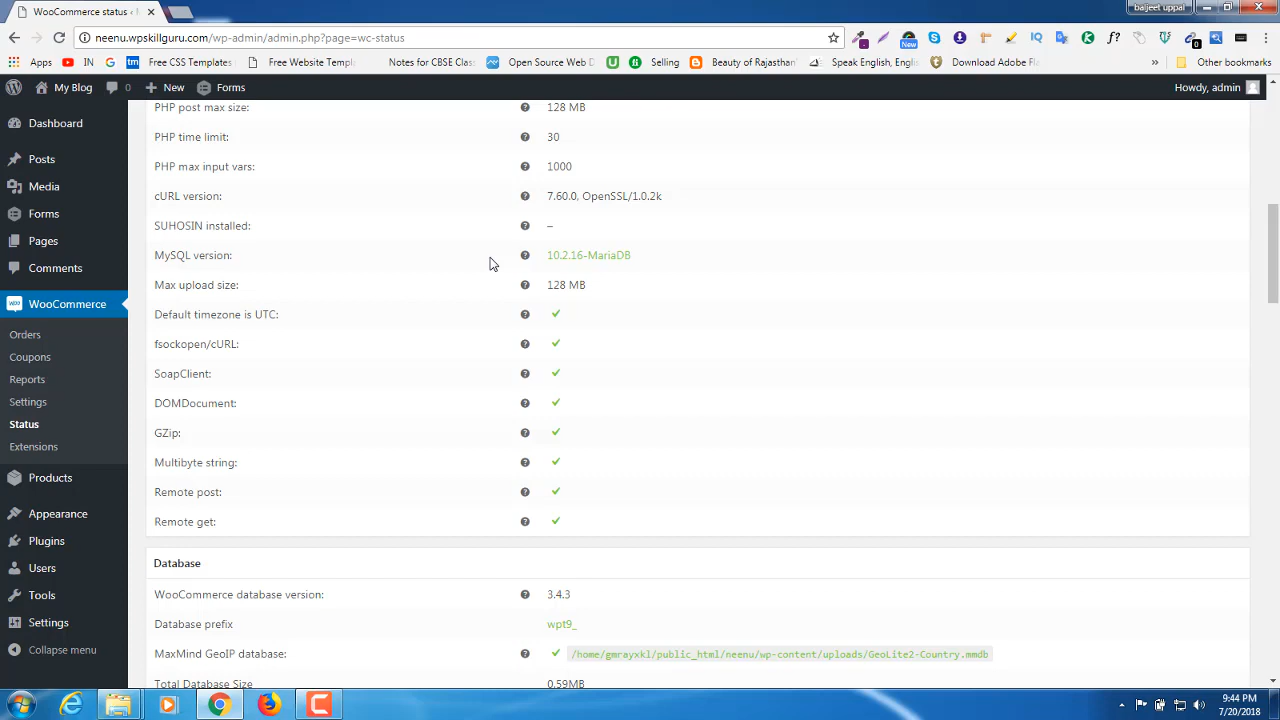 WooCommerce status ‹
baljeet uppal
neenu.wpskillguru.com/wp-admin/admin.php?page=wc-status
New
0
Apps
IN
Free CSS Templates
Free Website Templ
Notes for CBSE Clas
Open Source Web D
Selling
Beauty of Rajasthan
Speak English, Engli
Download Adobe Fla
»
Other bookmarks
My Blog
0
New
Forms
Howdy, admin
Dashboard
Posts
Media
Forms
Pages
Comments
WooCommerce
Orders
Coupons
Reports
Settings
Status
Extensions
Products
Appearance
Plugins
Users
Tools
Settings
Collapse menu
PHP post max size: 128 MB
PHP time limit: 30
PHP max input vars: 1000
cURL version: 7.60.0, OpenSSL/1.0.2k
SUHOSIN installed: –
MySQL version: 10.2.16-MariaDB
Max upload size: 128 MB
Default timezone is UTC: ✔
fsockopen/cURL: ✔
SoapClient: ✔
DOMDocument: ✔
GZip: ✔
Multibyte string: ✔
Remote post: ✔
Remote get: ✔
Database
WooCommerce database version: 3.4.3
Database prefix wpt9_
MaxMind GeoIP database: ✔ /home/gmrayxkl/public_html/neenu/wp-content/uploads/GeoLite2-Country.mmdb
Total Database Size 0.59MB
9:44 PM
7/20/2018